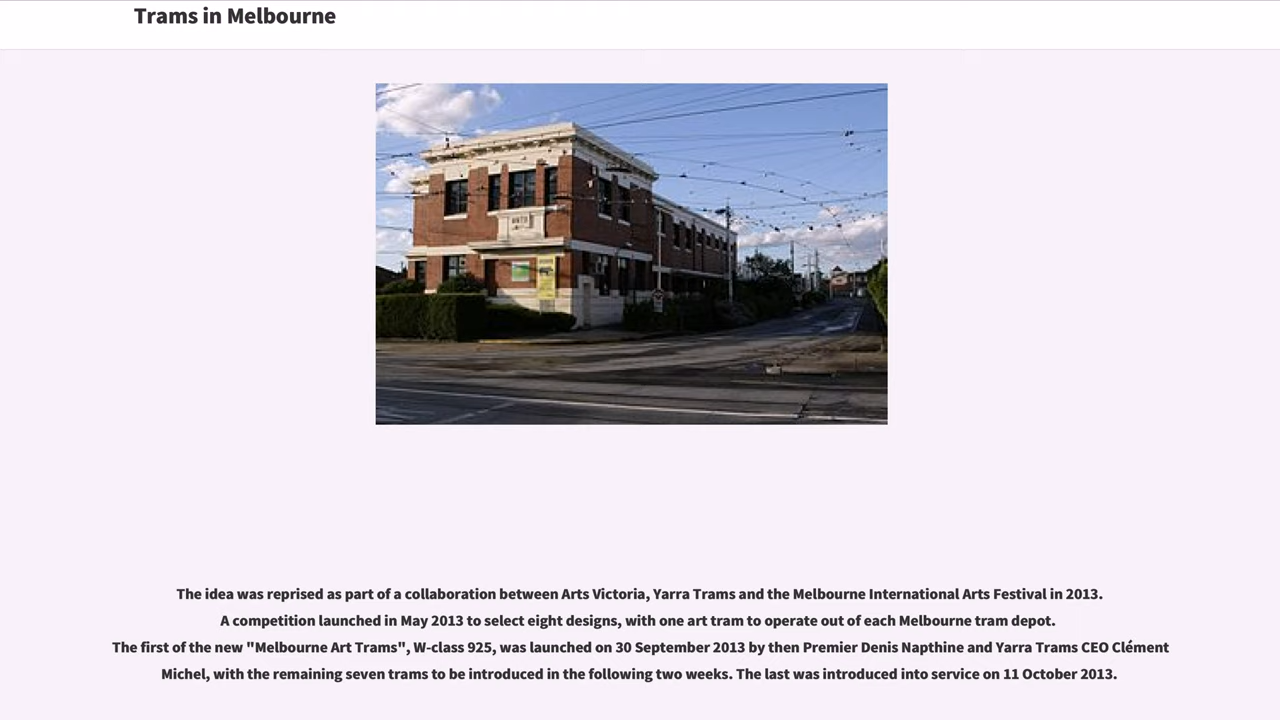 Trams in Melbourne
The idea was reprised as part of a collaboration between Arts Victoria, Yarra Trams and the Melbourne International Arts Festival in 2013.
A competition launched in May 2013 to select eight designs, with one art tram to operate out of each Melbourne tram depot.
The first of the new "Melbourne Art Trams", W-class 925, was launched on 30 September 2013 by then Premier Denis Napthine and Yarra Trams CEO Clément
Michel, with the remaining seven trams to be introduced in the following two weeks. The last was introduced into service on 11 October 2013.